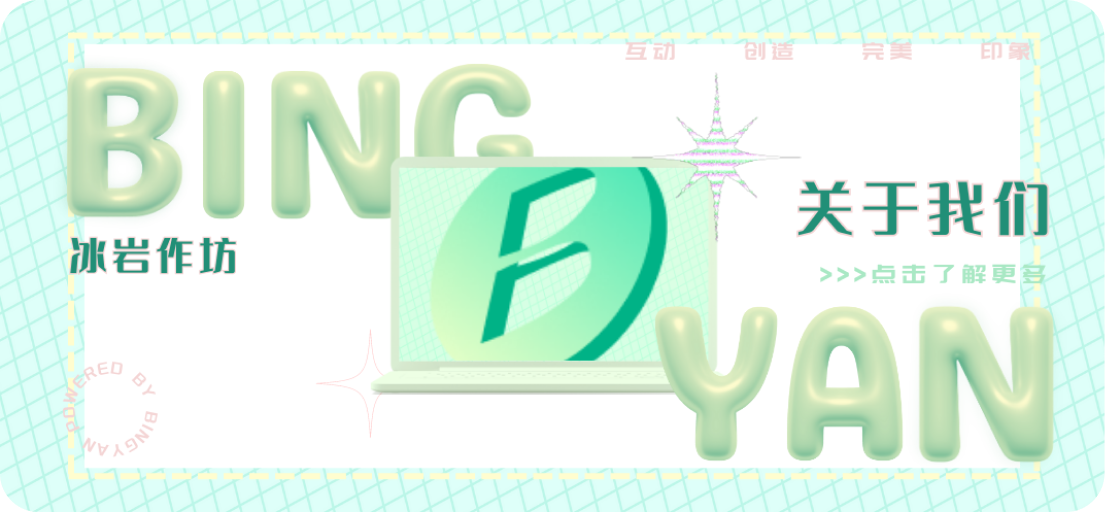 互动 创造 完美 印象
BING
冰岩作坊
关于我们
>>>点击了解更多
YAN
POWERED BY BINGYAN